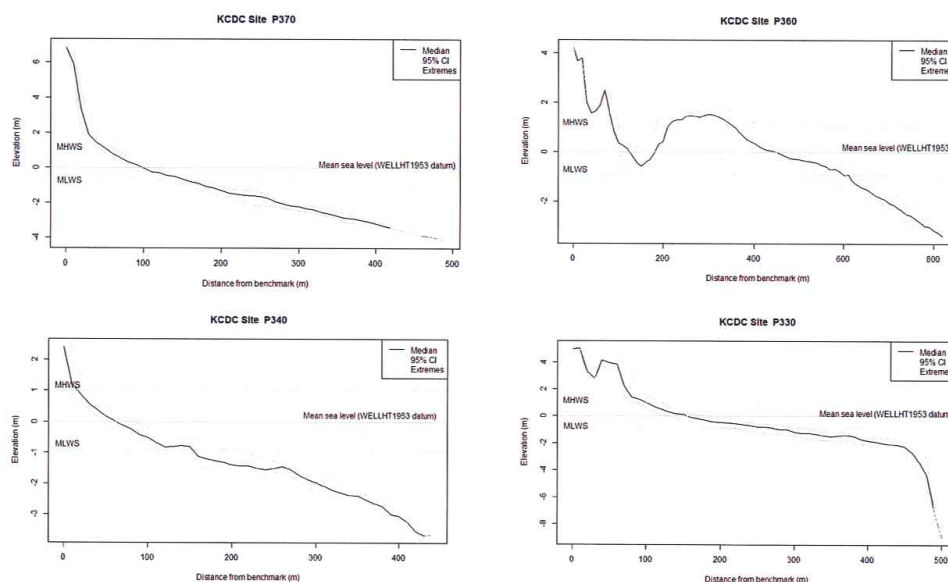 KCDC Site P370
Elevation (m)
6
4
2
0
-2
-4
MHWS
MLWS
Mean sea level (WELLHT1953 datum)
Median
95% CI
Extremes
0
100
200
300
400
500
Distance from benchmark (m)
KCDC Site P360
Elevation (m)
4
2
0
-2
MHWS
MLWS
Mean sea level (WELLHT1953
Median
95% CI
Extremes
0
200
400
600
800
Distance from benchmark (m)
KCDC Site P340
Elevation (m)
2
1
0
-1
-2
-3
MHWS
MLWS
Mean sea level (WELLHT1953 datum)
Median
95% CI
Extremes
0
100
200
300
400
Distance from benchmark (m)
KCDC Site P330
Elevation (m)
4
2
0
-2
-4
-6
-8
MHWS
MLWS
Mean sea level (WELLHT1953 datum)
Median
95% CI
Extremes
0
100
200
300
400
500
Distance from benchmark (m)